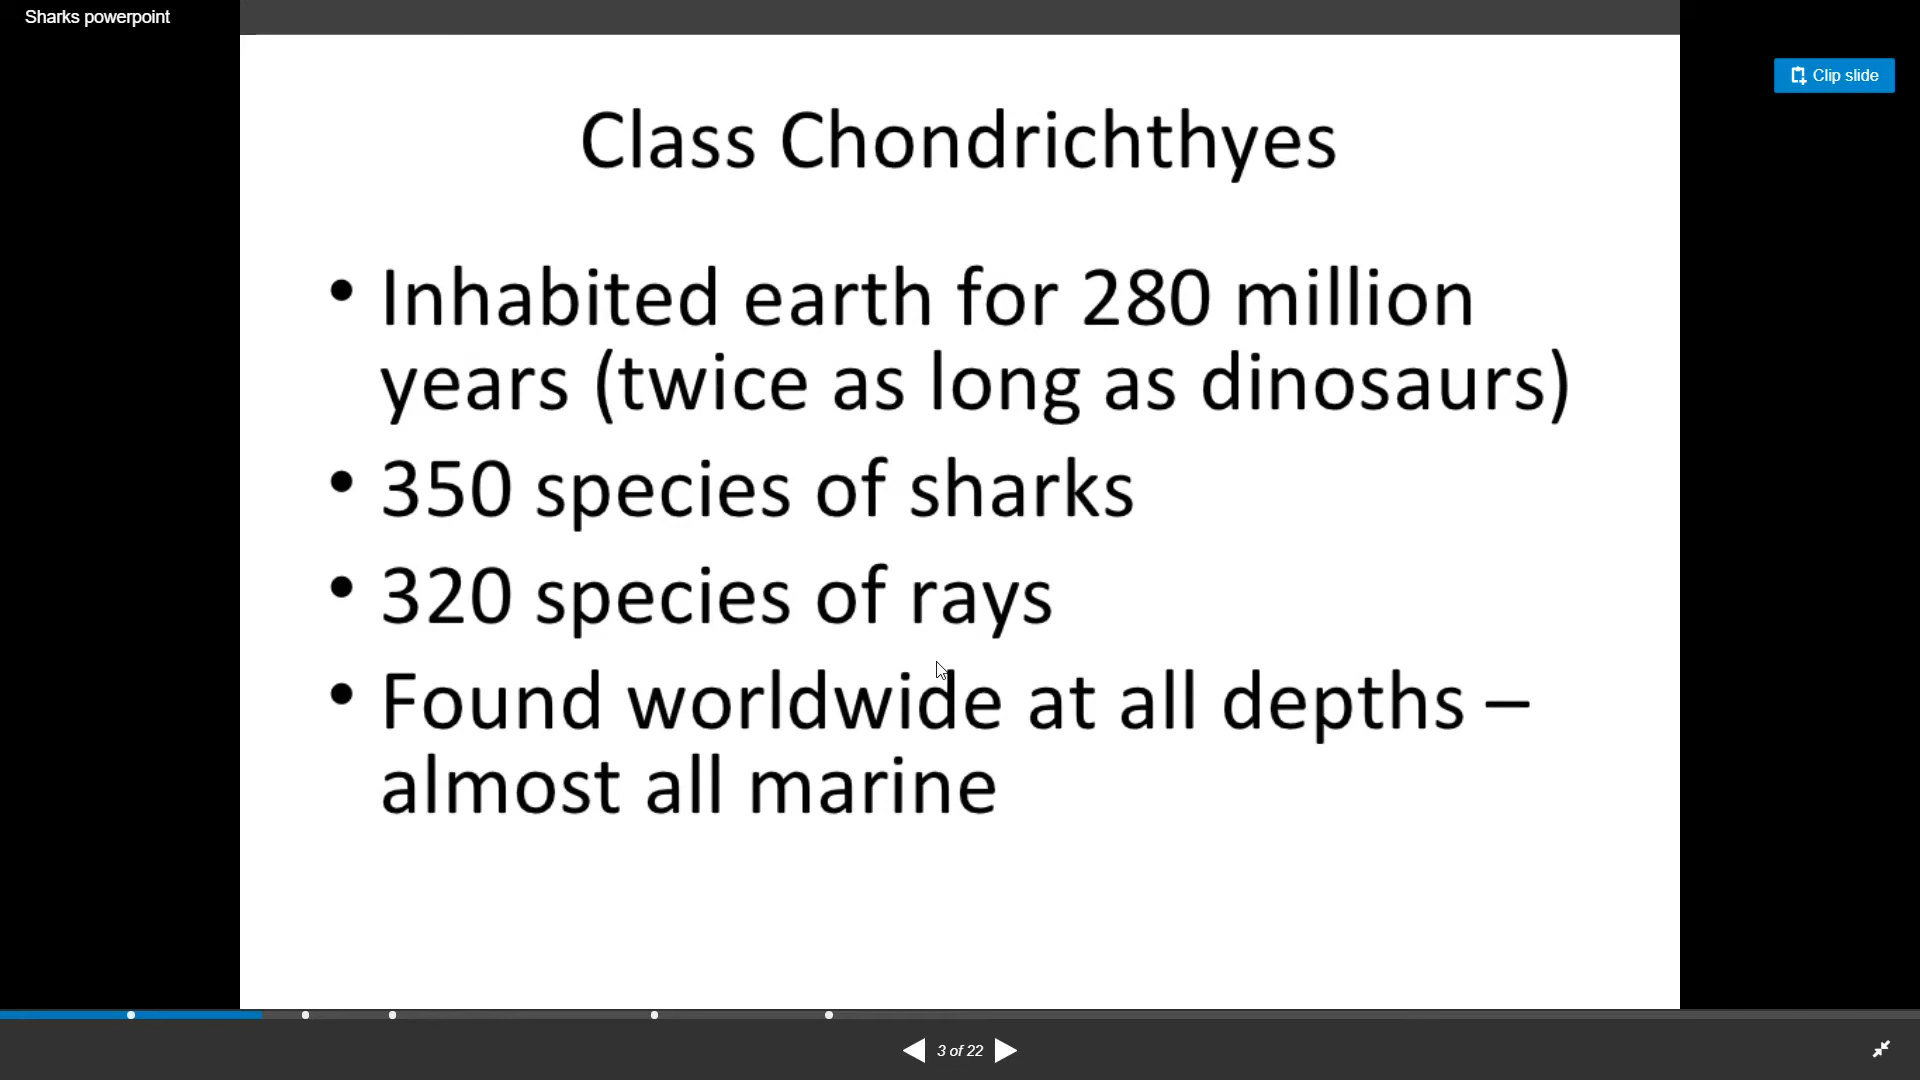 Sharks powerpoint
Clip slide
Class Chondrichthyes
• Inhabited earth for 280 million
years (twice as long as dinosaurs)
• 350 species of sharks
• 320 species of rays
• Found worldwide at all depths –
almost all marine
3 of 22